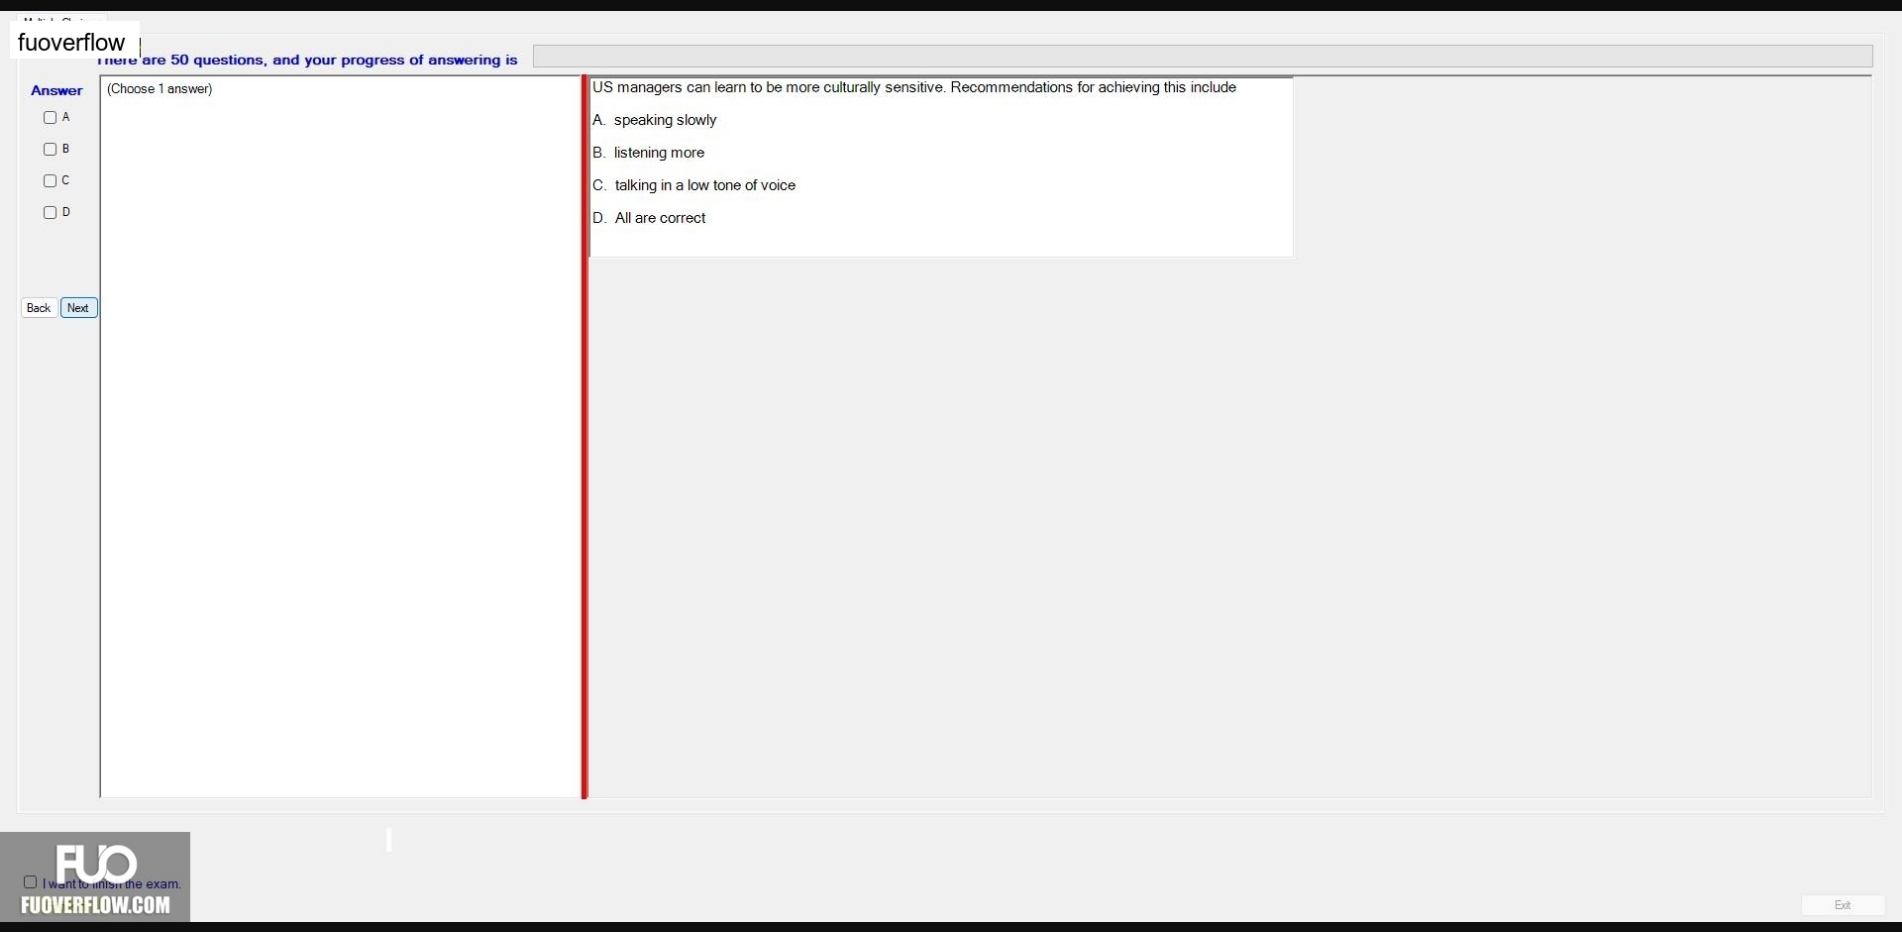 fuoverflow
There are 50 questions, and your progress of answering is
Answer
A
B
C
D
Back
Next
(Choose 1 answer)
US managers can learn to be more culturally sensitive. Recommendations for achieving this include
A. speaking slowly
B. listening more
C. talking in a low tone of voice
D. All are correct
FUO
I want to finish the exam.
FUOVERFLOW.COM
Exit